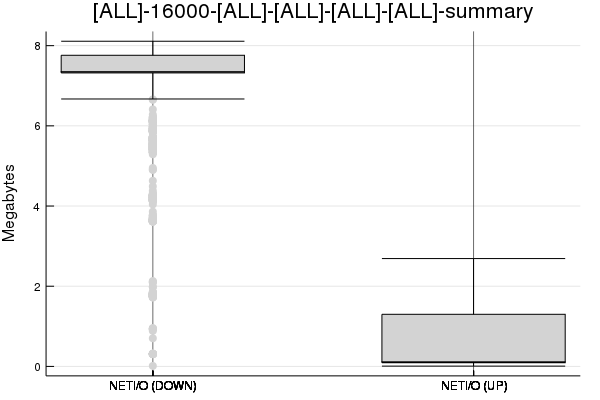 [ALL]-16000-[ALL]-[ALL]-[ALL]-[ALL]-summary
8
6
4
2
0
Megabytes
NETI/O (DOWN)
NETI/O (UP)